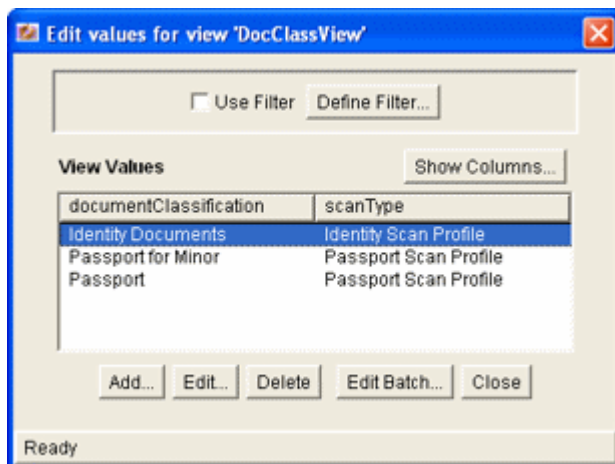 Edit values for view 'DocClassView'
Use Filter Define Filter...
View Values Show Columns...
documentClassification scanType
Identity Documents Identity Scan Profile
Passport for Minor Passport Scan Profile
Passport Passport Scan Profile
Add... Edit... Delete Edit Batch... Close
Ready